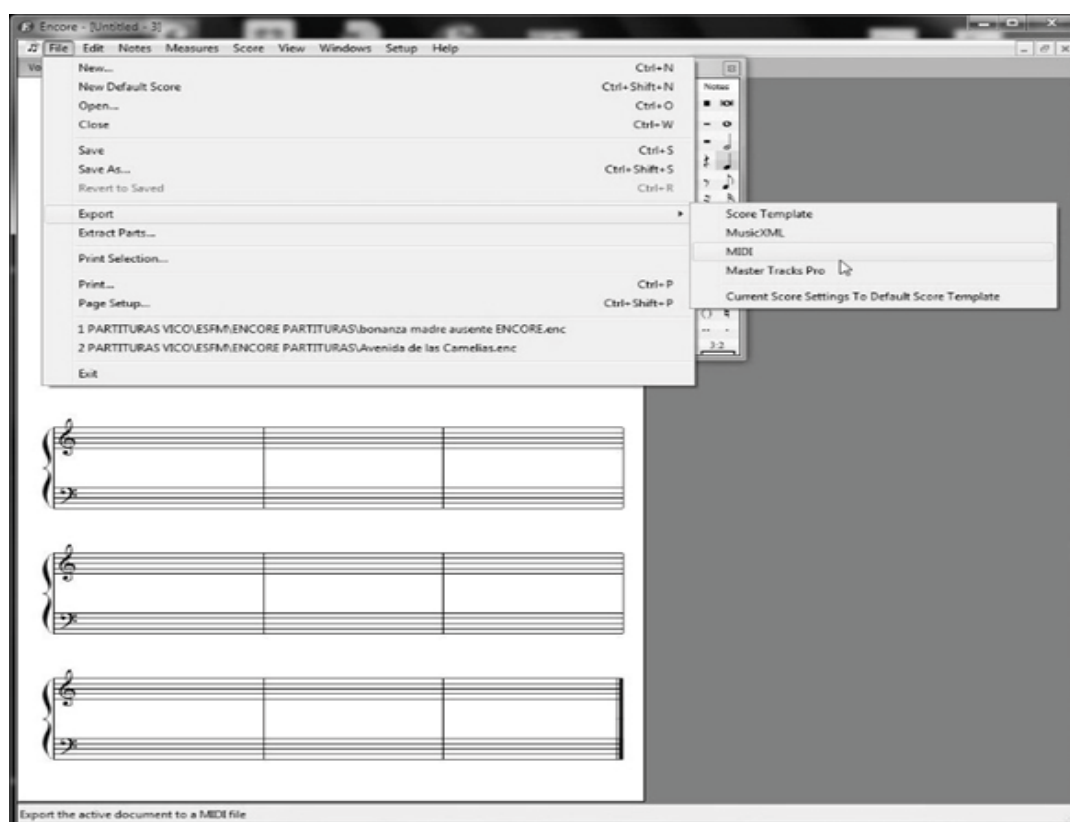 Encore - [Untitled - 3]
File Edit Notes Measures Score View Windows Setup Help
New... Ctrl+N
Notes
New Default Score Ctrl+Shift+N
Open... Ctrl+O
Close Ctrl+W
Save Ctrl+S
Save As... Ctrl+Shift+S
Revert to Saved Ctrl+R
Export
Extract Parts...
Print Selection...
Print... Ctrl+P
Page Setup... Ctrl+Shift+P
1 PARTITURAS VICO\ESFM\ENCORE PARTITURAS\bonanza madre ausente ENCORE.enc
2 PARTITURAS VICO\ESFM\ENCORE PARTITURAS\Avenida de las Camelias.enc
Exit
Score Template
MusicXML
MIDI
Master Tracks Pro
Current Score Settings To Default Score Template
3:2
Export the active document to a MIDI file